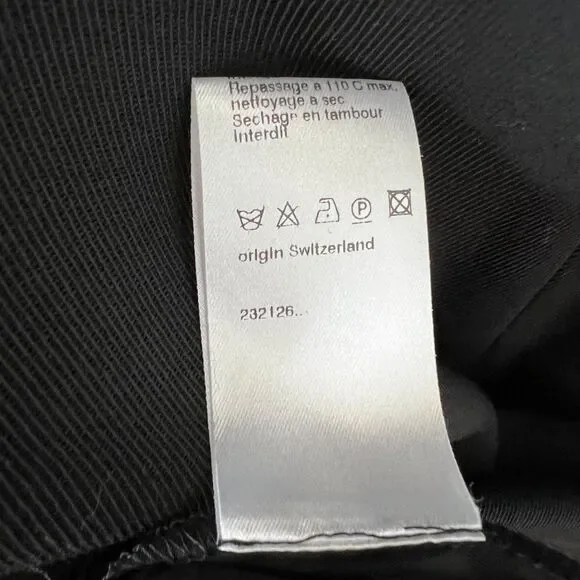 Repassage à 110 C max,
nettoyage à sec
Sechage en tambour
Interdit
P
origin Switzerland
232126..